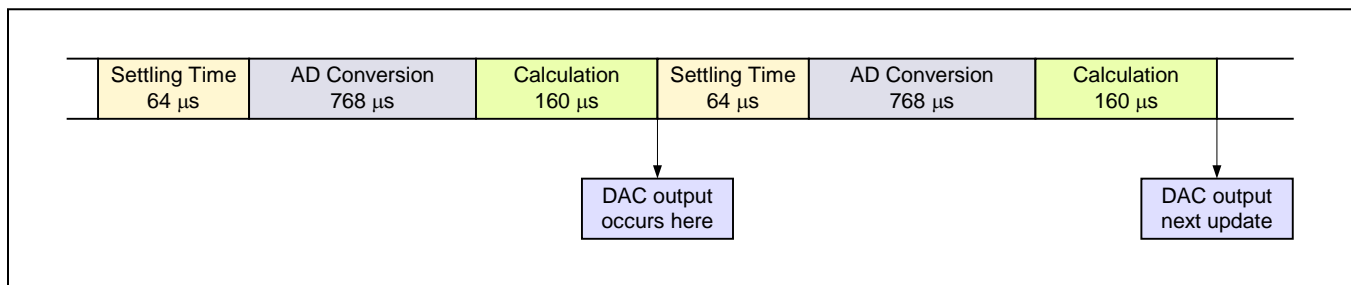 Settling Time
64 μs
AD Conversion
768 μs
Calculation
160 μs
Settling Time
64 μs
AD Conversion
768 μs
Calculation
160 μs
DAC output
occurs here
DAC output
next update